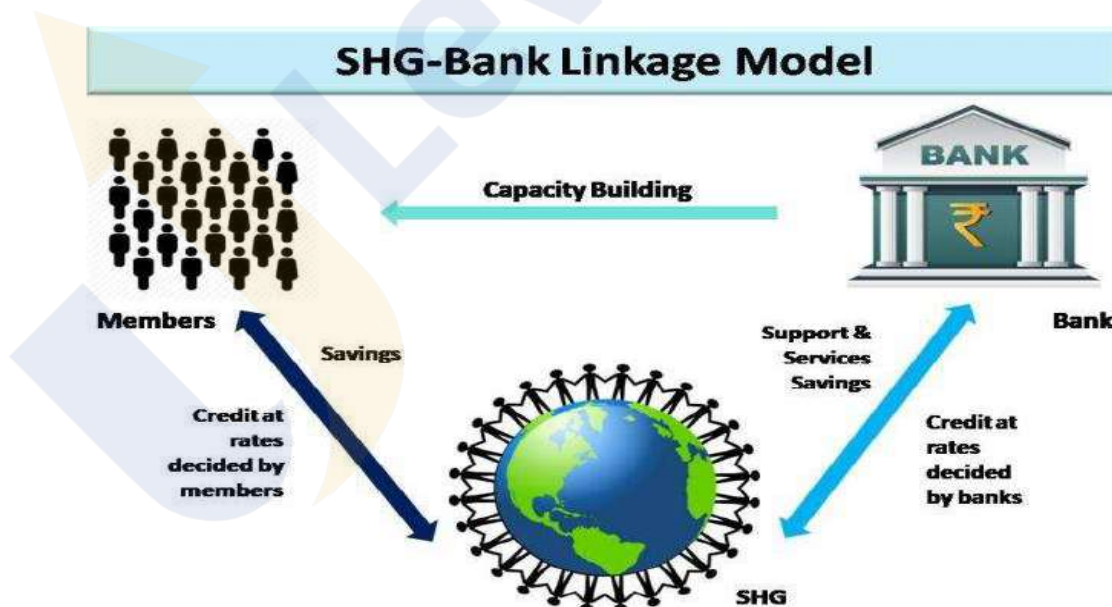 SHG-Bank Linkage Model
BANK
₹
Capacity Building
Members
Bank
Savings
Support &
Services
Savings
Credit at
rates
decided by
members
Credit at
rates
decided
by banks
SHG